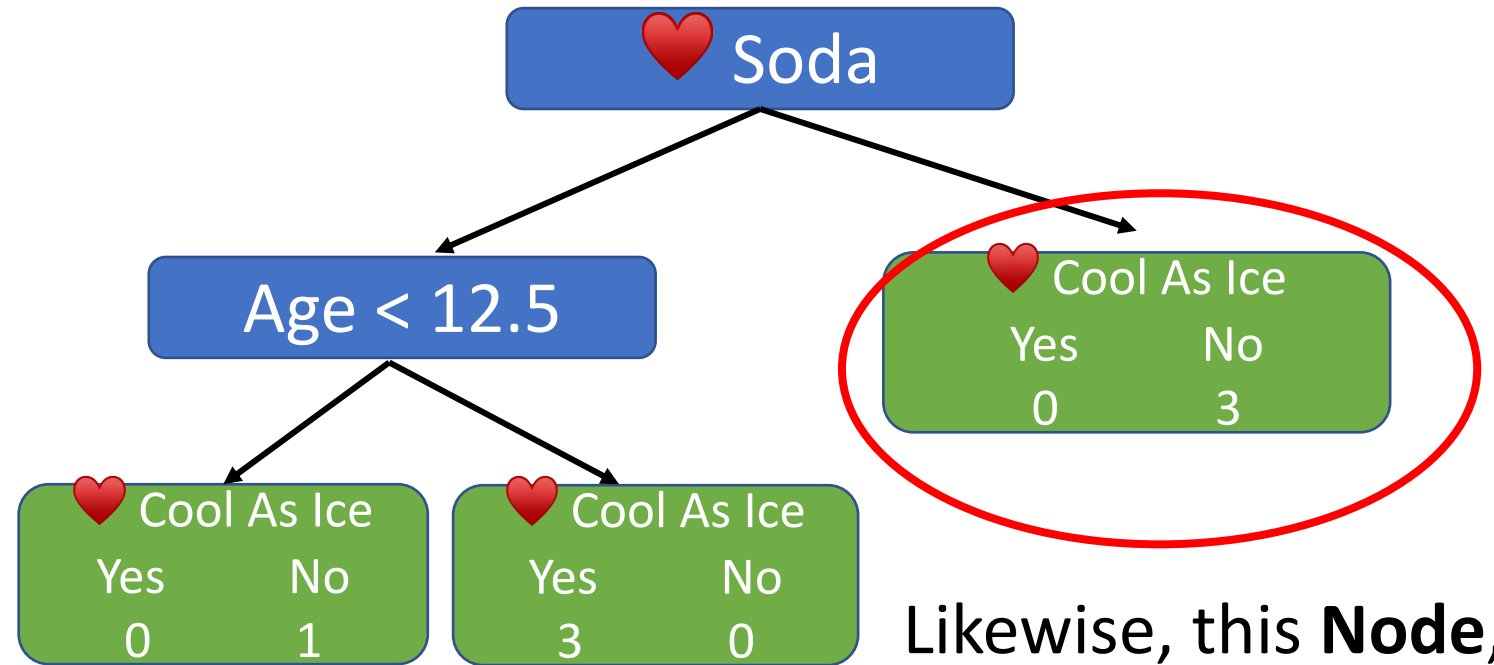 Soda
Age < 12.5
Cool As Ice
Yes No
0 3
Cool As Ice
Yes No
0 1
Cool As Ice
Yes No
3 0
Likewise, this Node,